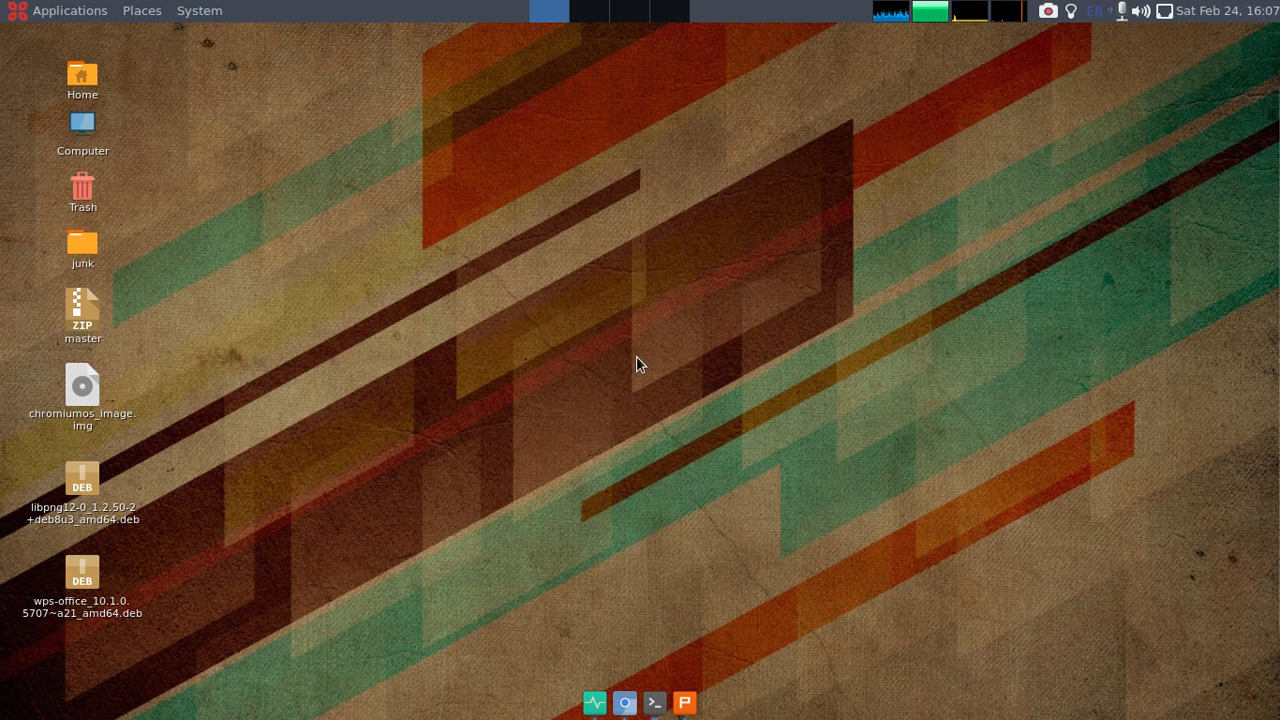 Applications Places System
EN
Sat Feb 24, 16:07
Home
Computer
Trash
junk
ZIP
master
chromiumos_image.
img
DEB
libpng12-0_1.2.50-2
+deb8u3_amd64.deb
DEB
wps-office_10.1.0.
5707~a21_amd64.deb